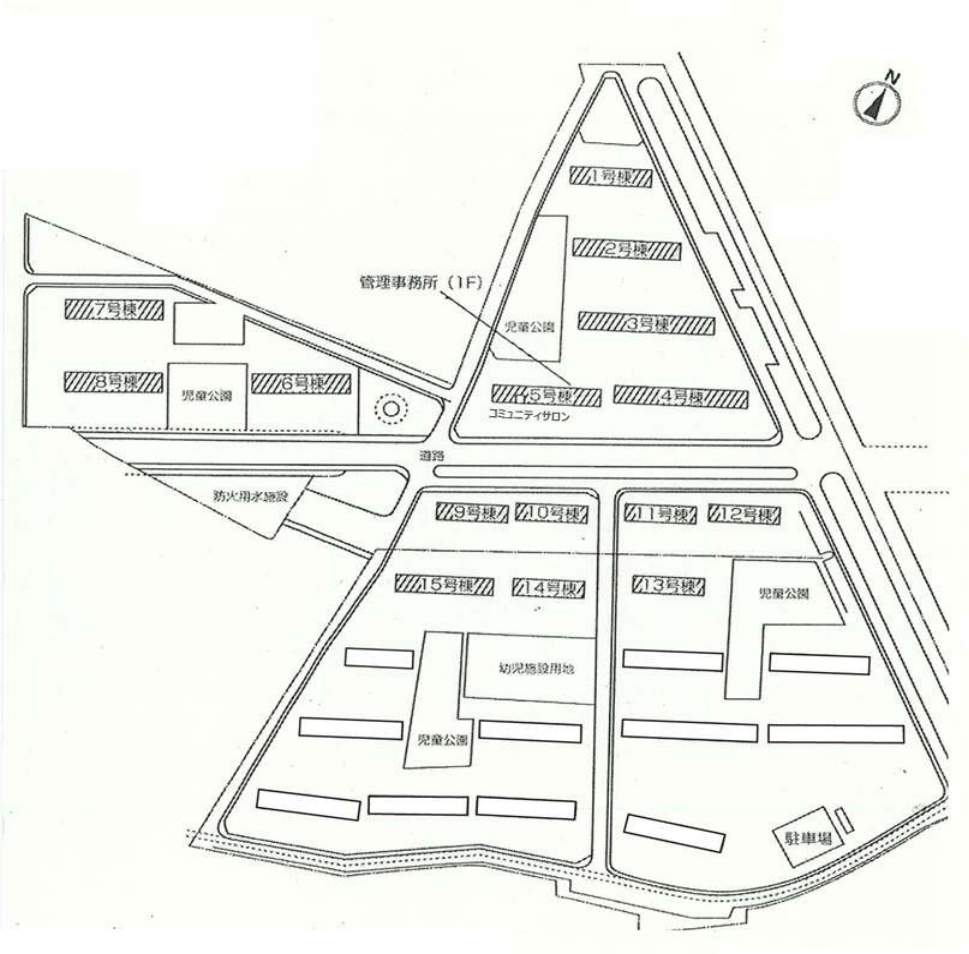 N
1号棟
2号棟
管理事務所（1F）
7号棟
3号棟
児童公園
8号棟
児童公園
6号棟
5号棟
4号棟
コミュニティサロン
道路
防火用水施設
9号棟
10号棟
11号棟
12号棟
15号棟
14号棟
13号棟
児童公園
幼児施設用地
児童公園
駐車場